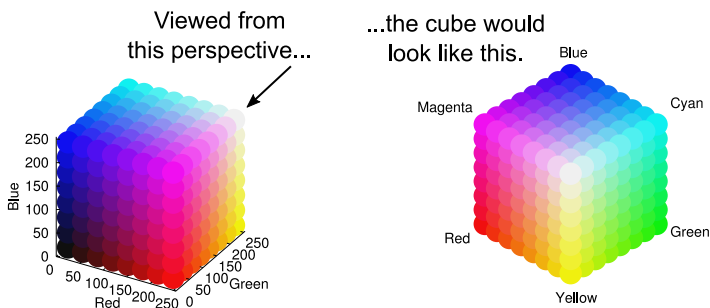 Viewed from
this perspective...
...the cube would
look like this.
Blue
Magenta
Cyan
Red
Green
Yellow
250
200
150
100
50
0
Blue
0
50
100
150
200
250
Red
0
50
100
150
200
250
Green